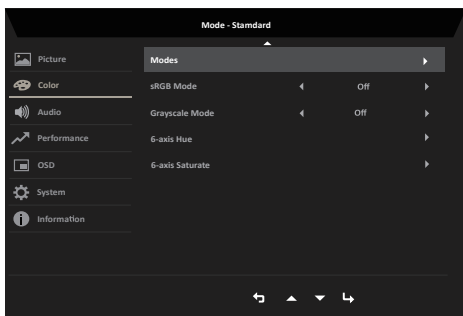 Mode - Stamdard
Picture
Modes
Color
sRGB Mode Off
Audio
Grayscale Mode Off
Performance
6-axis Hue
OSD
6-axis Saturate
System
Information